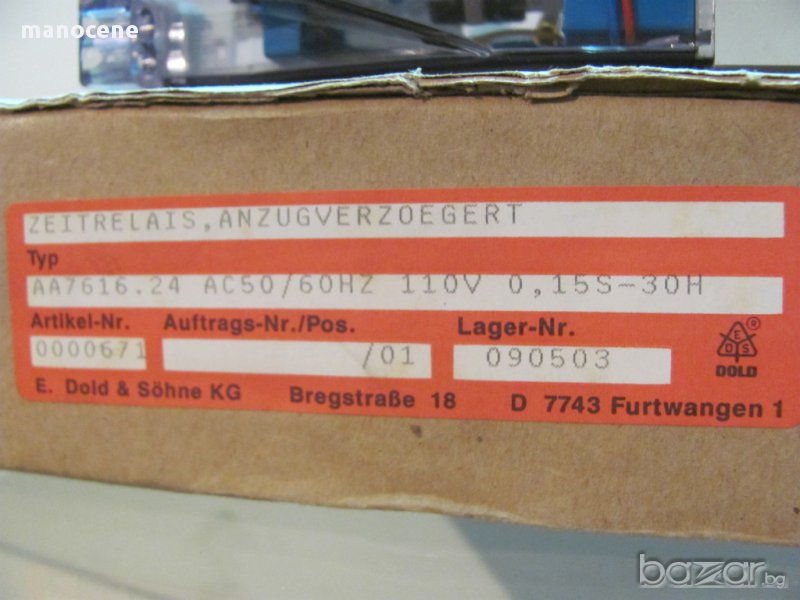 manocene
ZEITRELAIS,ANZUGVERZOEGERT
Typ
AA7616.24 AC50/60HZ 110V 0,15S-30H
Artikel-Nr. Auftrags-Nr./Pos. Lager-Nr.
0000671 /01 090503
E D S ®
DOLD
E. Dold & Söhne KG Bregstraße 18 D 7743 Furtwangen 1
bazar.bg